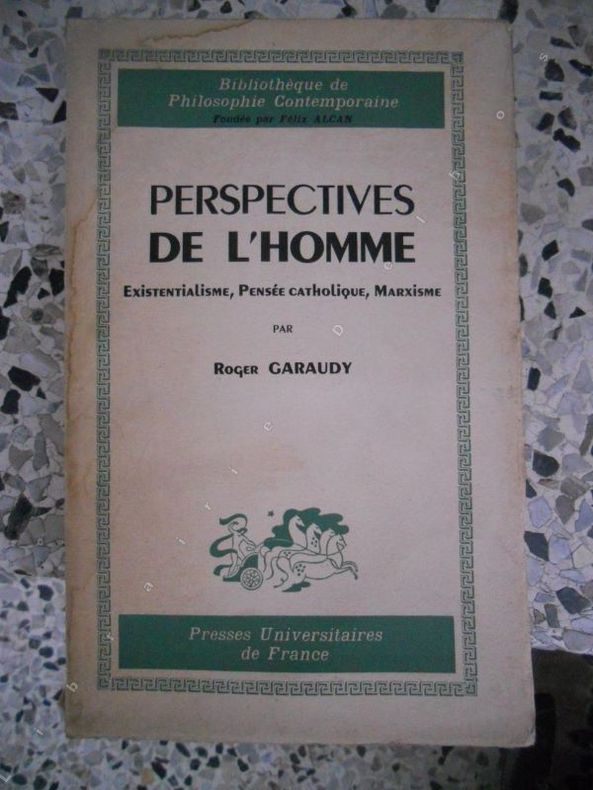 Bibliothèque de
Philosophie Contemporaine
Fondée par Félix ALCAN
PERSPECTIVES
DE L'HOMME
Existentialisme, Pensée catholique, Marxisme
PAR
Roger GARAUDY
Presses Universitaires
de France